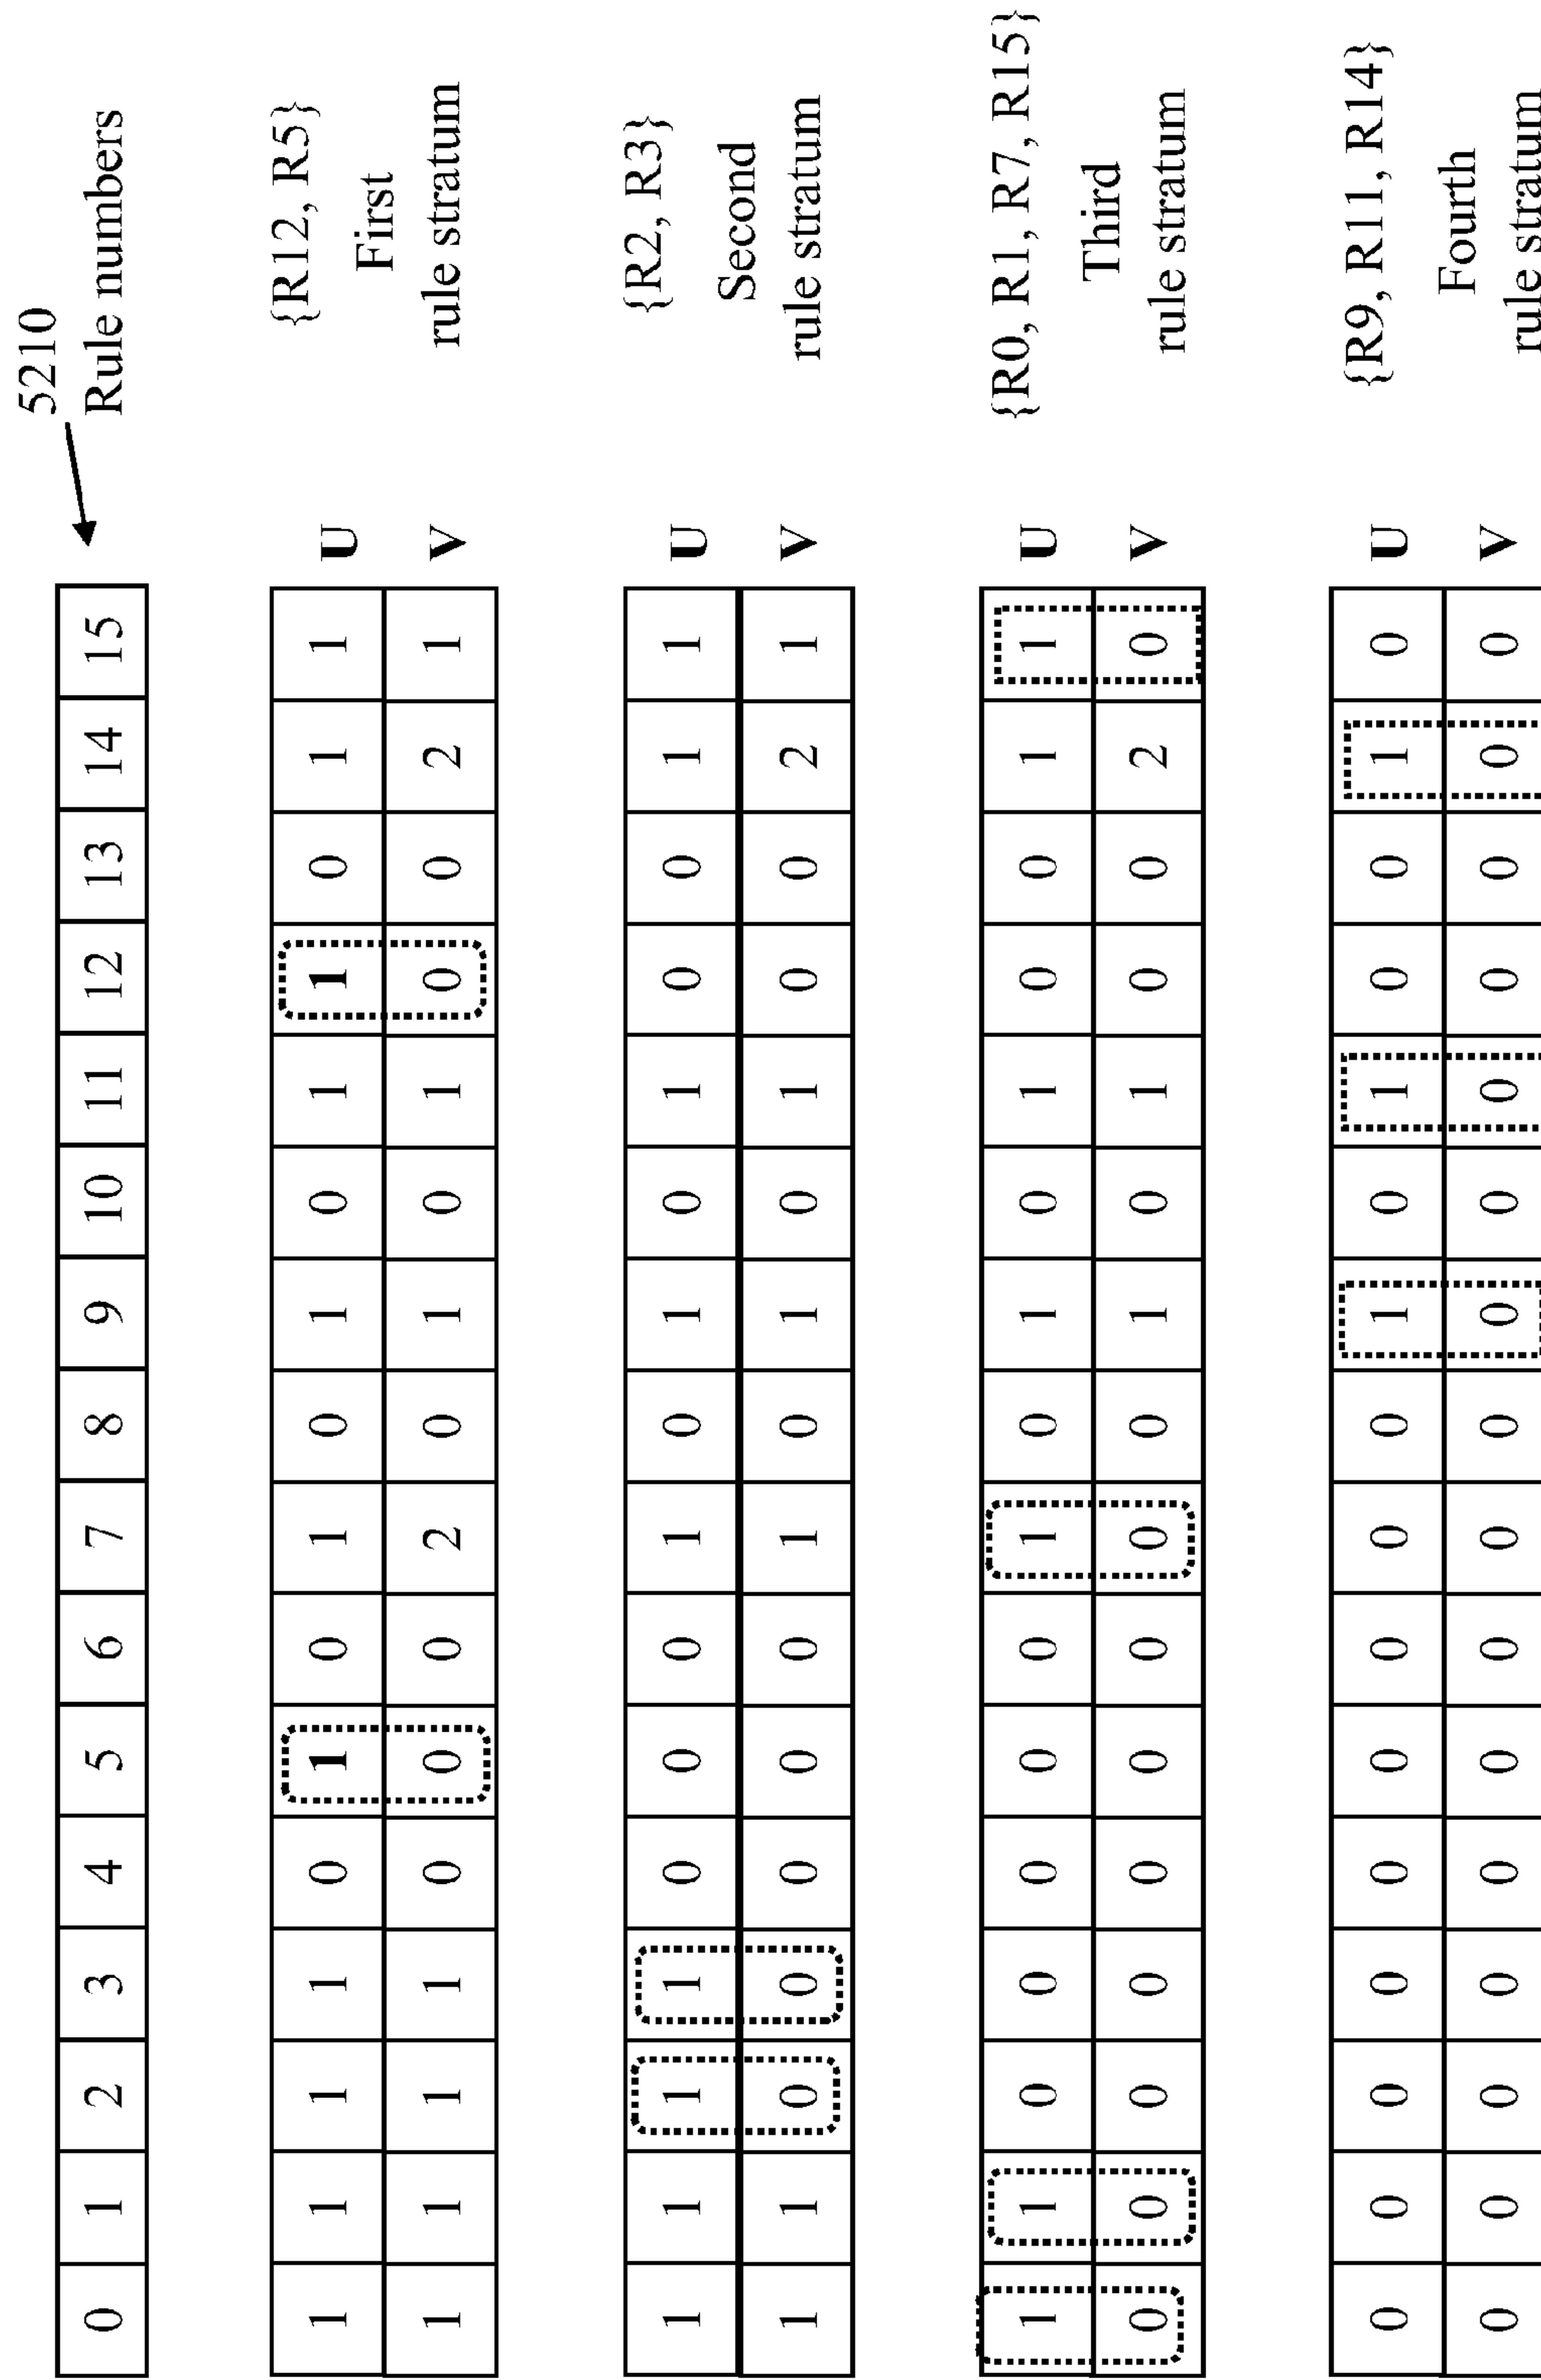 5210
Rule numbers
0 1 2 3 4 5 6 7 8 9 10 11 12 13 14 15
1 1 1 1 0 1 0 2 0 1 0 1 1 0 1 1 U
1 1 1 1 0 0 0 2 0 1 0 1 0 0 2 1 V
{R12, R5}
First
rule stratum
1 1 1 1 0 0 0 1 0 1 0 1 0 0 1 1 U
1 1 0 0 0 0 0 1 0 1 0 1 0 0 2 1 V
{R2, R3}
Second
rule stratum
1 1 0 0 0 0 0 1 0 1 0 1 0 0 1 1 U
0 0 0 0 0 0 0 0 0 1 0 1 0 0 2 0 V
{R0, R1, R7, R15}
Third
rule stratum
0 0 0 0 0 0 0 0 0 1 0 1 0 0 1 0 U
0 0 0 0 0 0 0 0 0 0 0 0 0 0 0 0 V
{R9, R11, R14}
Fourth
rule stratum